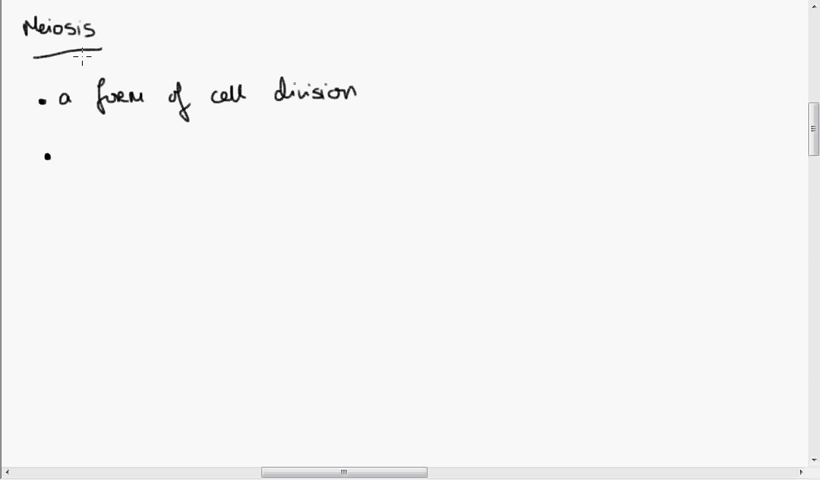 Meiosis
• a form of cell division
•